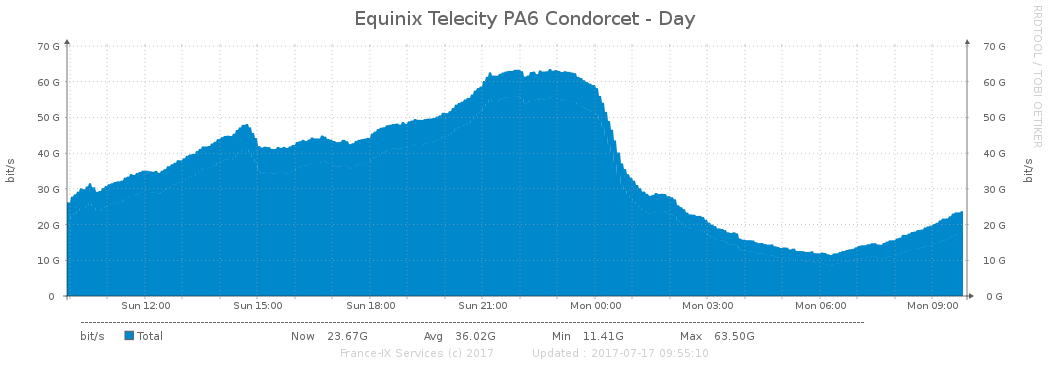 Equinix Telecity PA6 Condorcet - Day
RRDTOOL / TOBI OETIKER
70 G 70 G
60 G 60 G
50 G 50 G
40 G 40 G
30 G 30 G
20 G 20 G
10 G 10 G
0 0 G
bit/s bit/s
Sun 12:00 Sun 15:00 Sun 18:00 Sun 21:00 Mon 00:00 Mon 03:00 Mon 06:00 Mon 09:00
bit/s Total Now 23.67G Avg 36.02G Min 11.41G Max 63.50G
France-IX Services (c) 2017 Updated : 2017-07-17 09:55:10